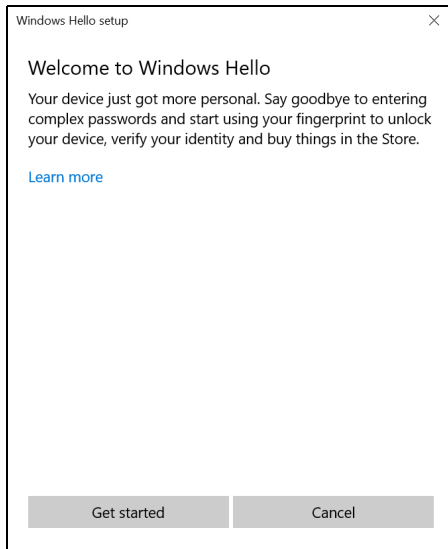 Windows Hello setup
Welcome to Windows Hello
Your device just got more personal. Say goodbye to entering
complex passwords and start using your fingerprint to unlock
your device, verify your identity and buy things in the Store.
Learn more
Get started
Cancel